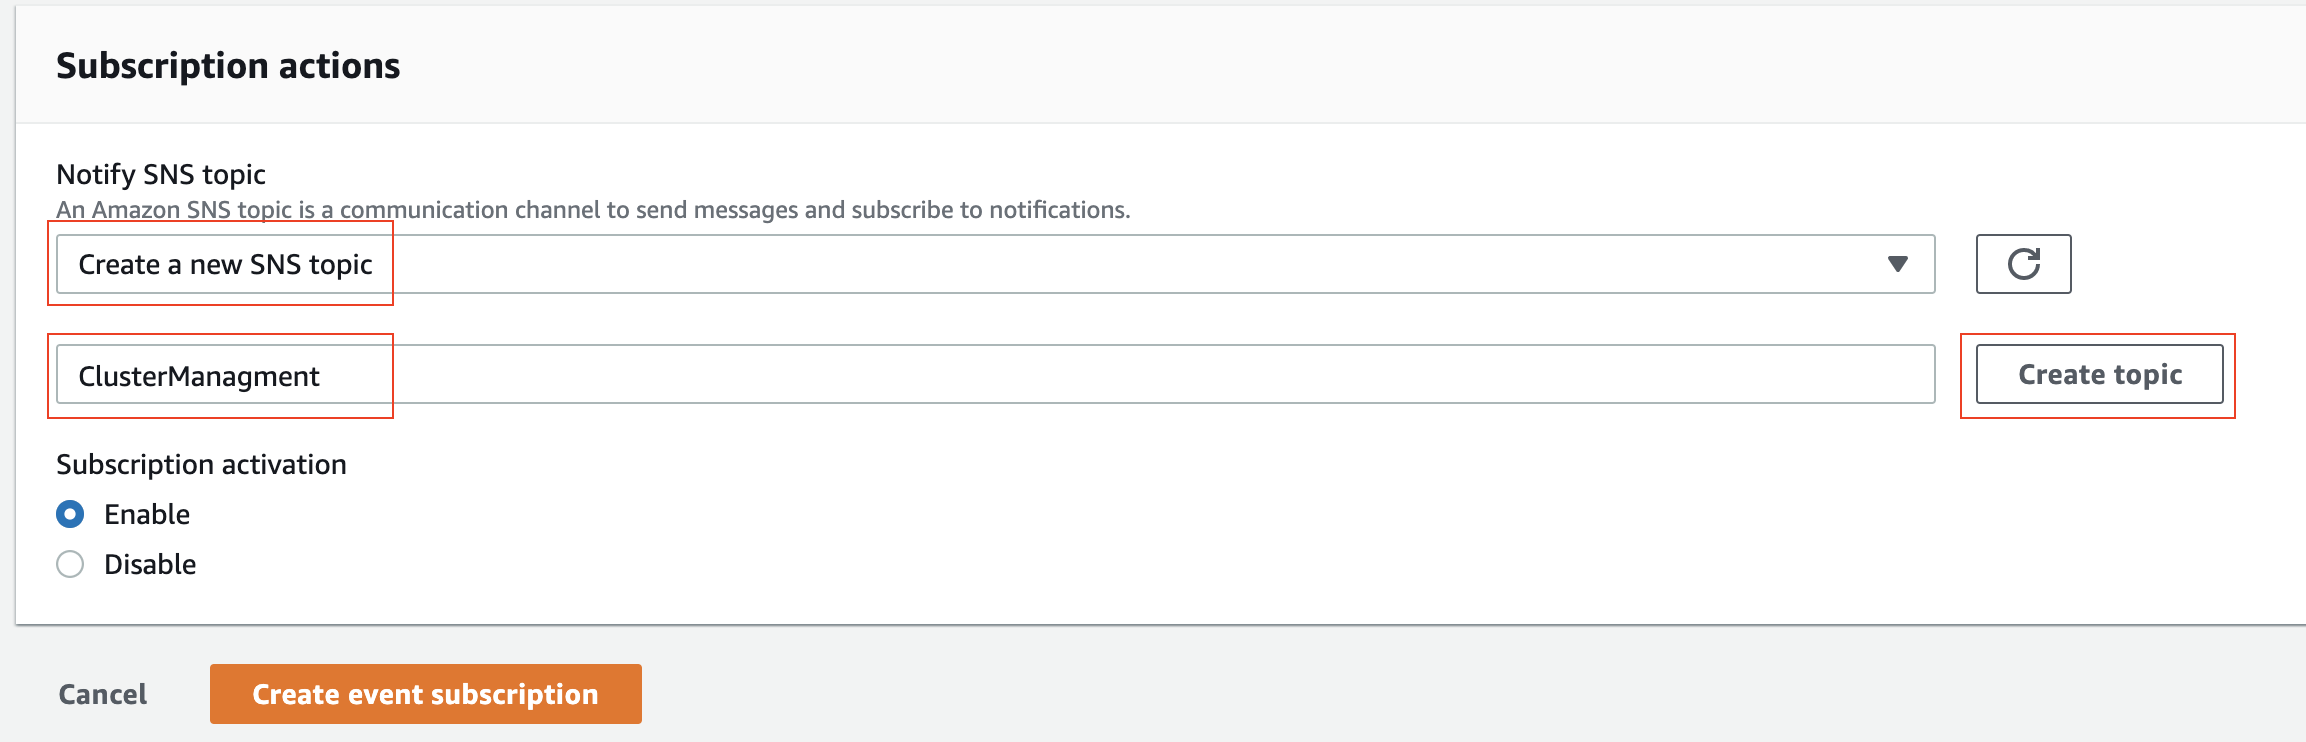 Subscription actions
Notify SNS topic
An Amazon SNS topic is a communication channel to send messages and subscribe to notifications.
Create a new SNS topic
ClusterManagment
Create topic
Subscription activation
Enable
Disable
Cancel
Create event subscription